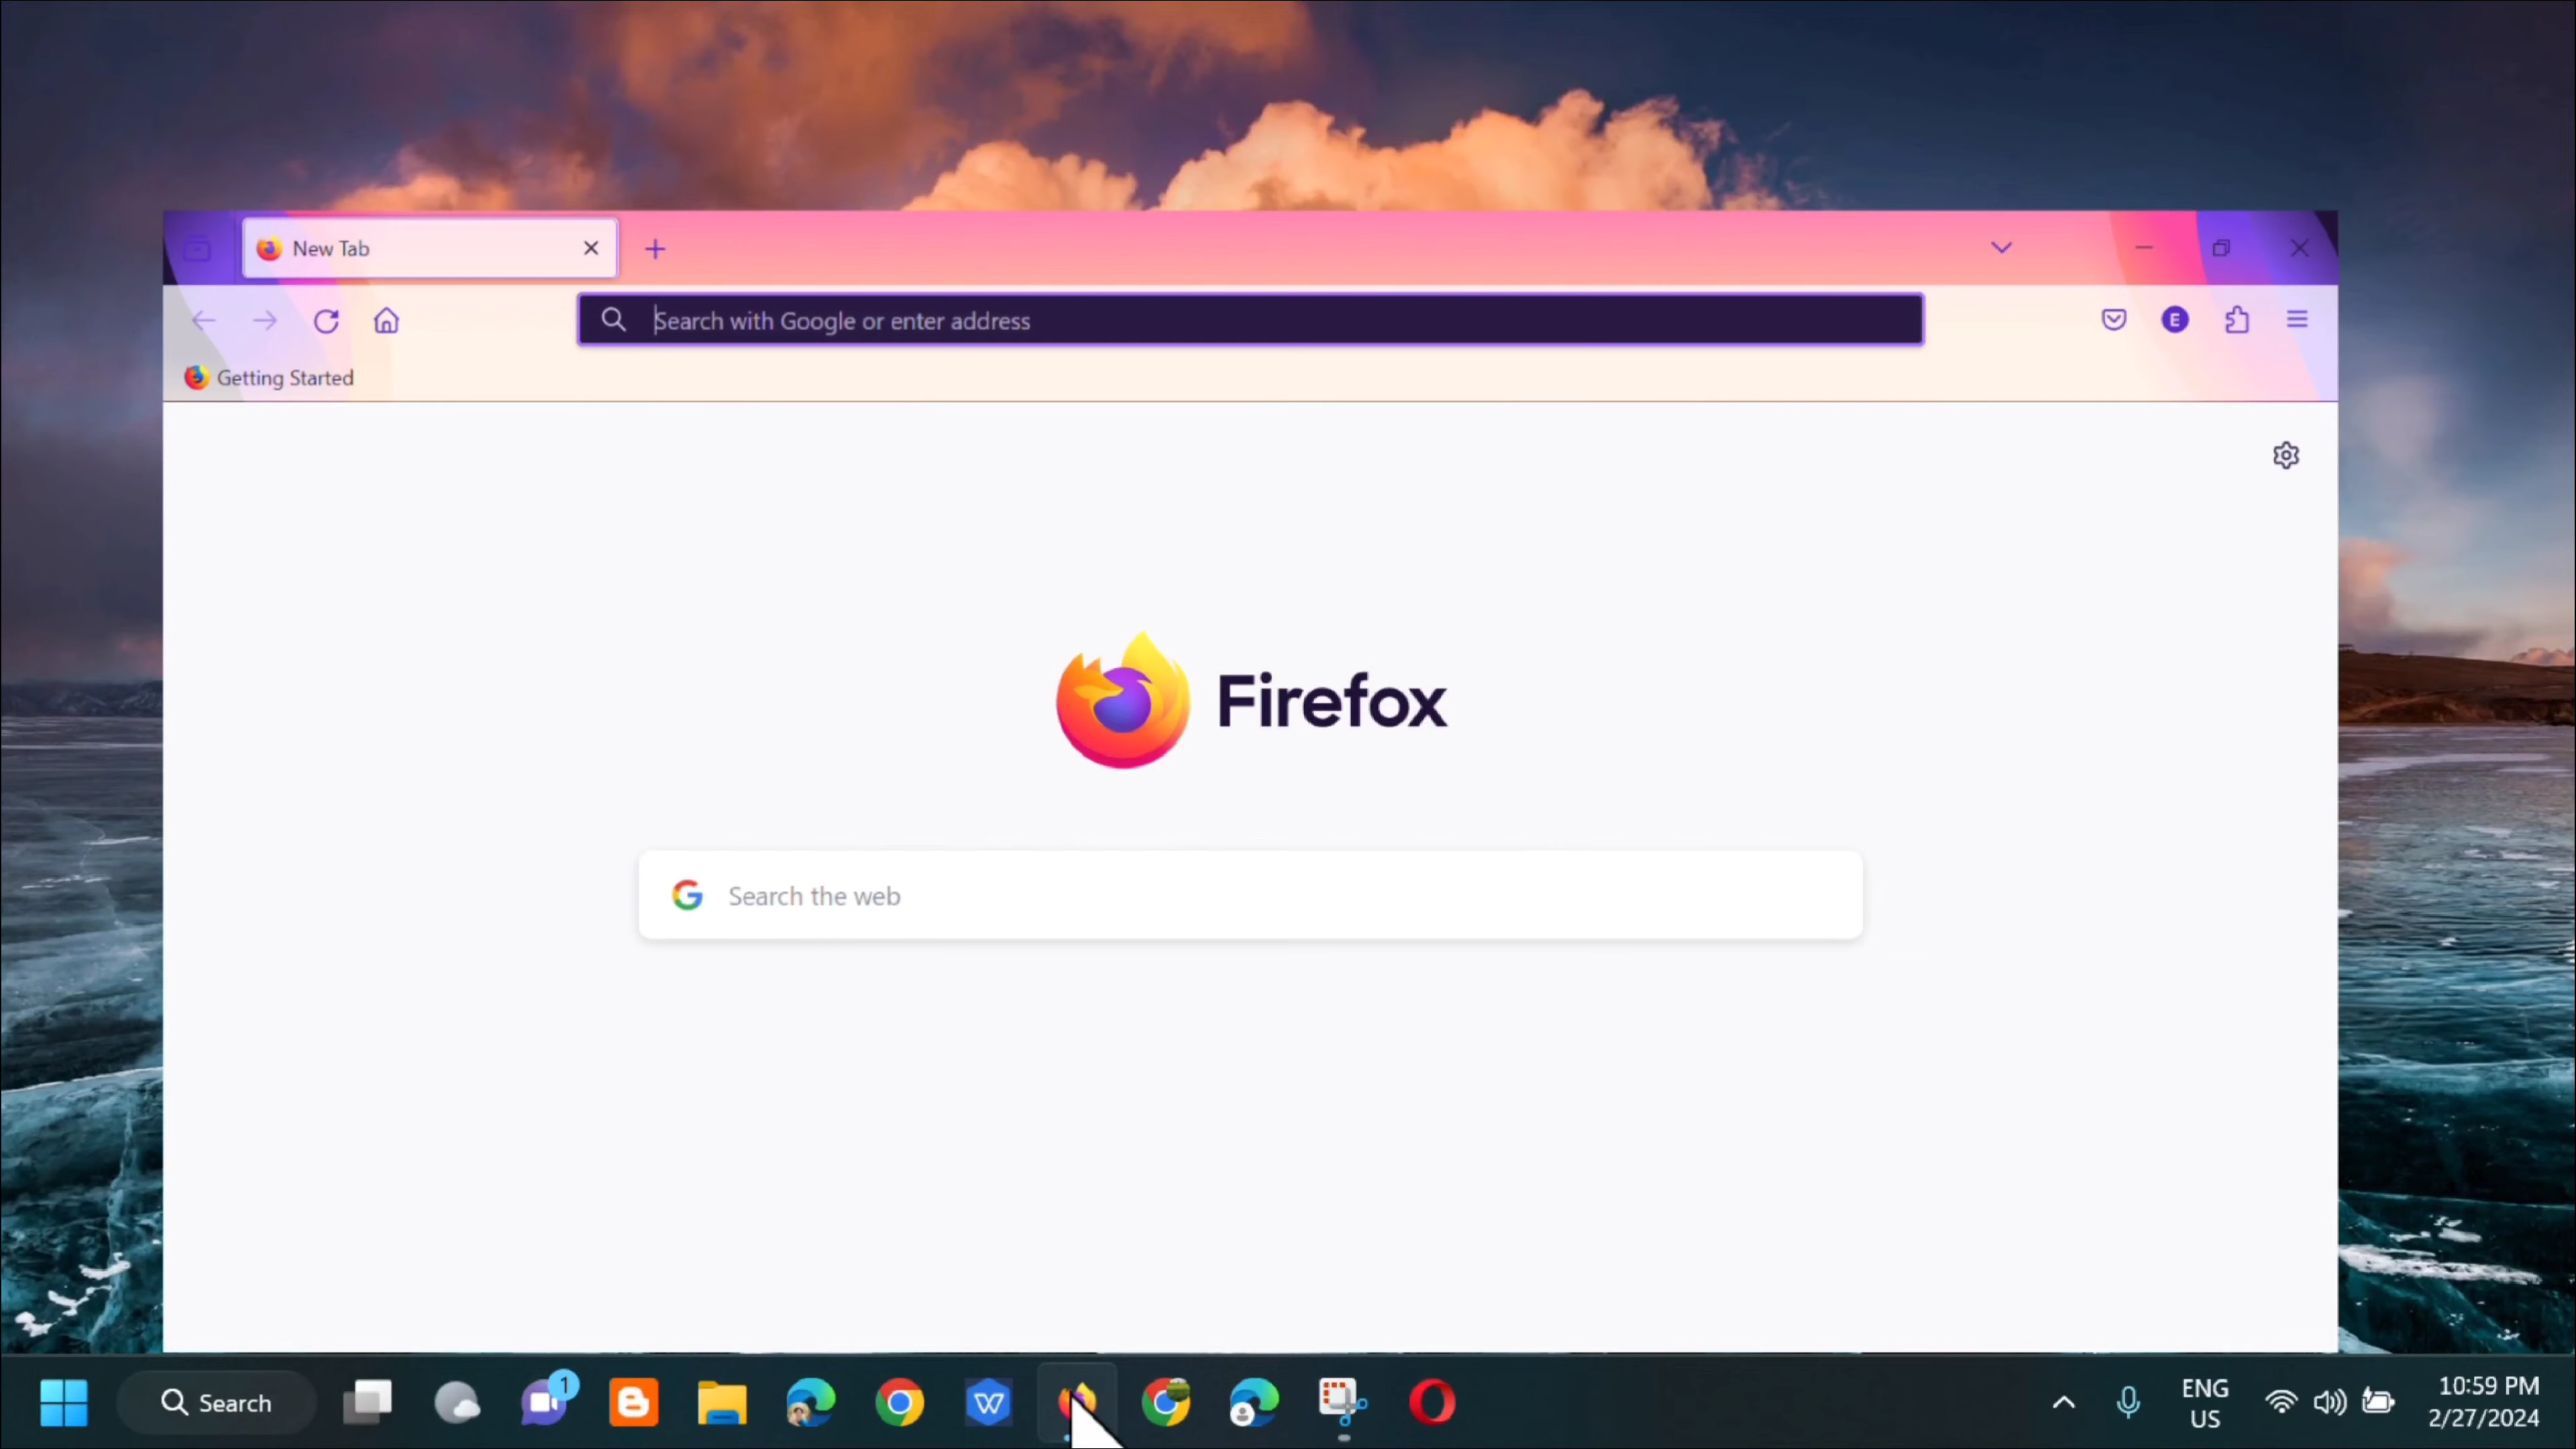 New Tab
Search with Google or enter address
E
Getting Started
Firefox
Search the web
Search
1
ENG
US
10:59 PM
2/27/2024